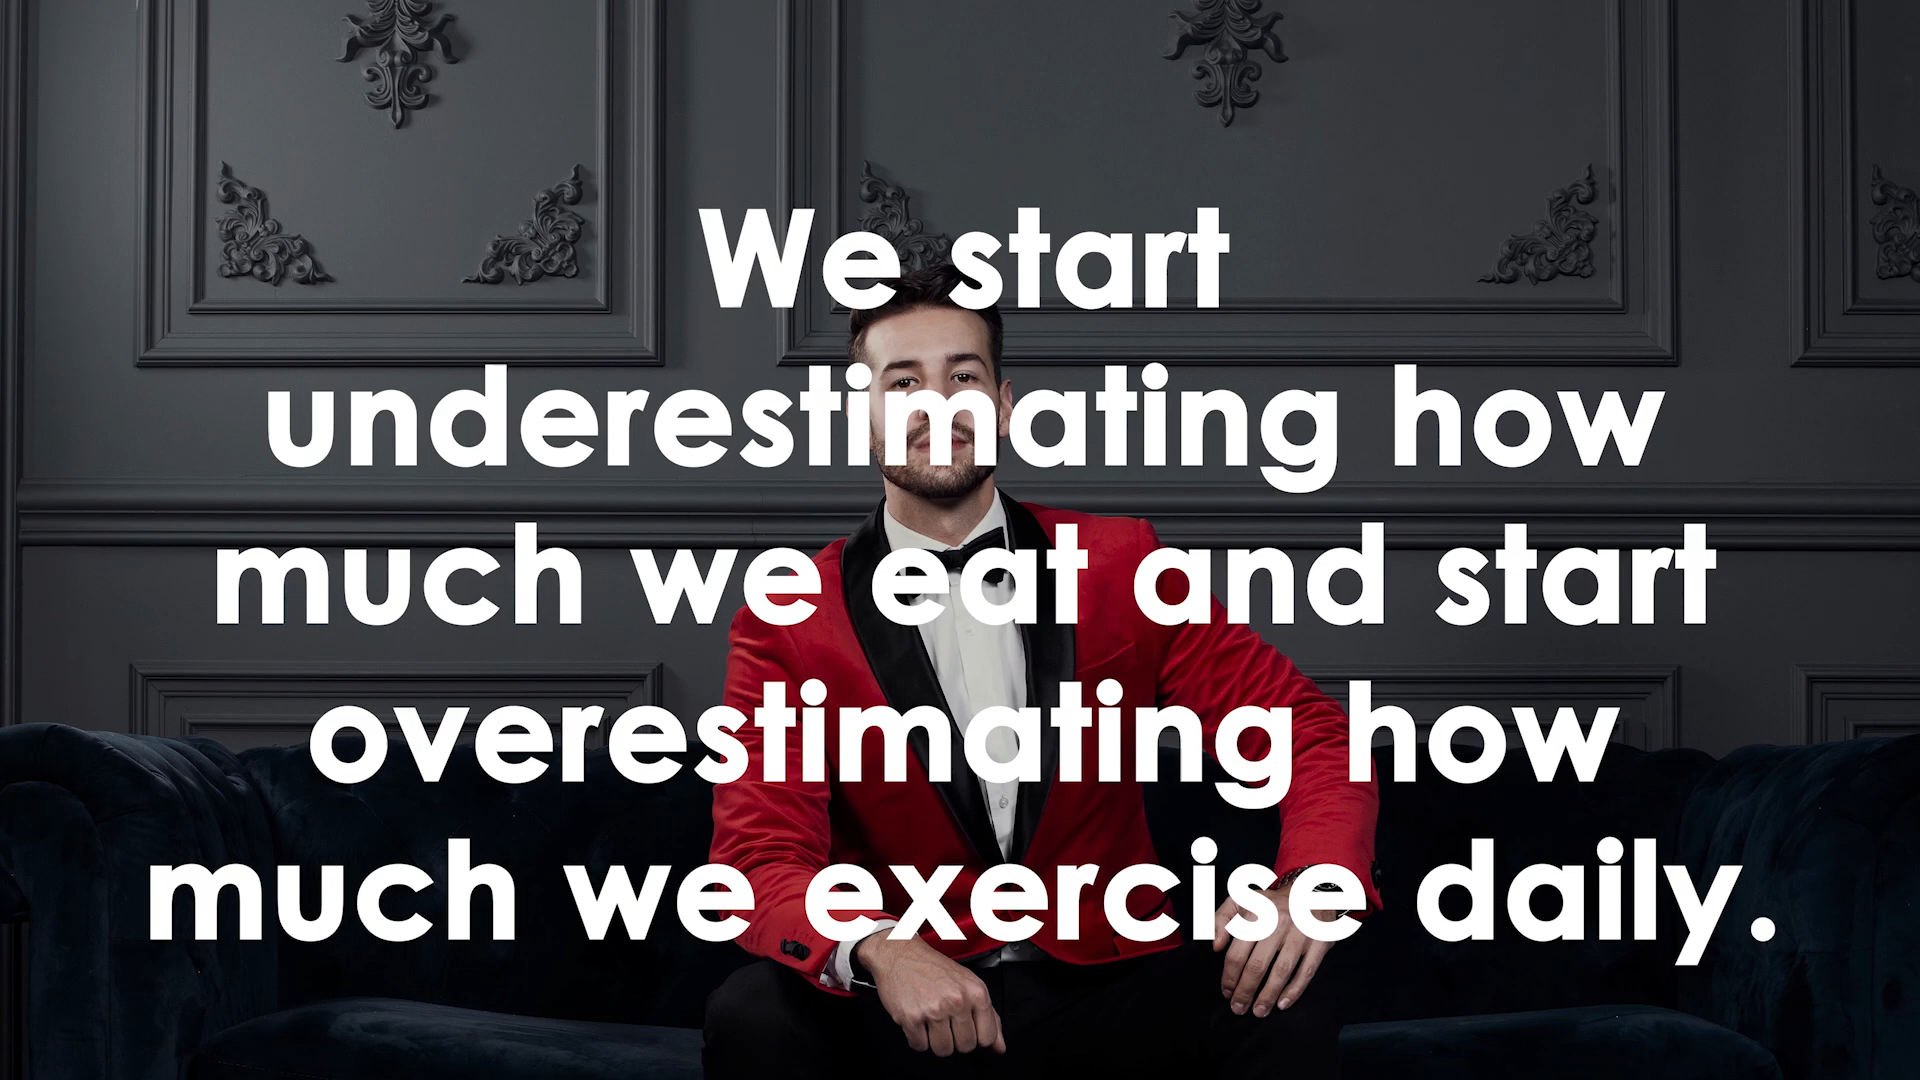 We start
underestimating how
much we eat and start
overestimating how
much we exercise daily.